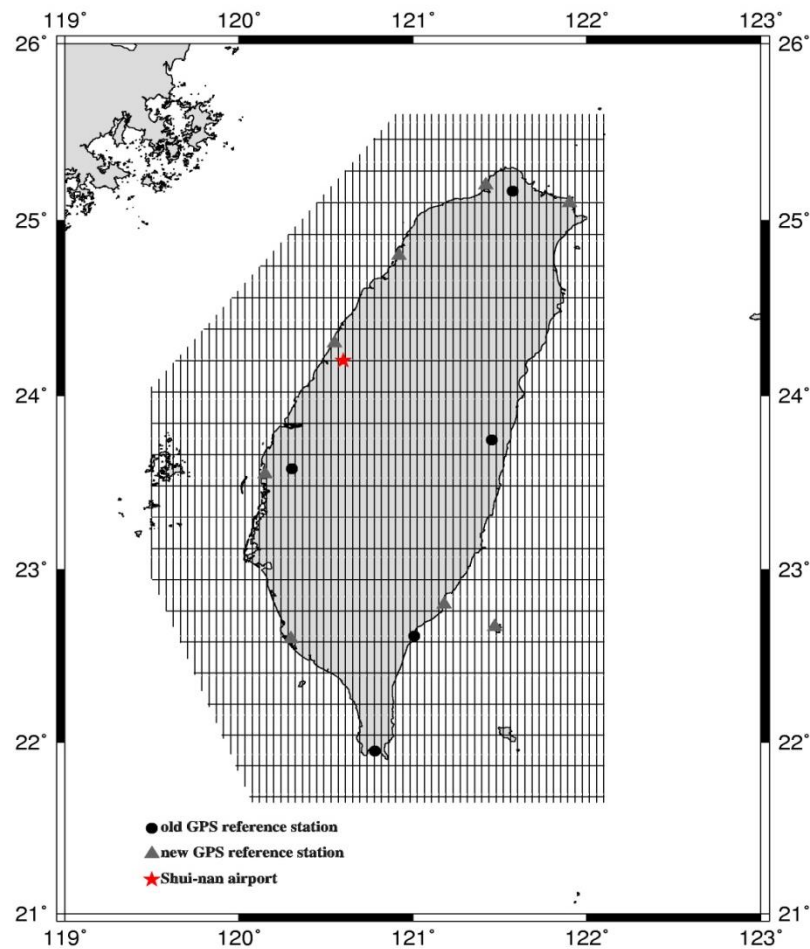 119˚ 120˚ 121˚ 122˚ 123˚
26˚ 26˚
25˚ 25˚
24˚ 24˚
23˚ 23˚
22˚ 22˚
old GPS reference station
new GPS reference station
Shui-nan airport
21˚ 21˚
119˚ 120˚ 121˚ 122˚ 123˚